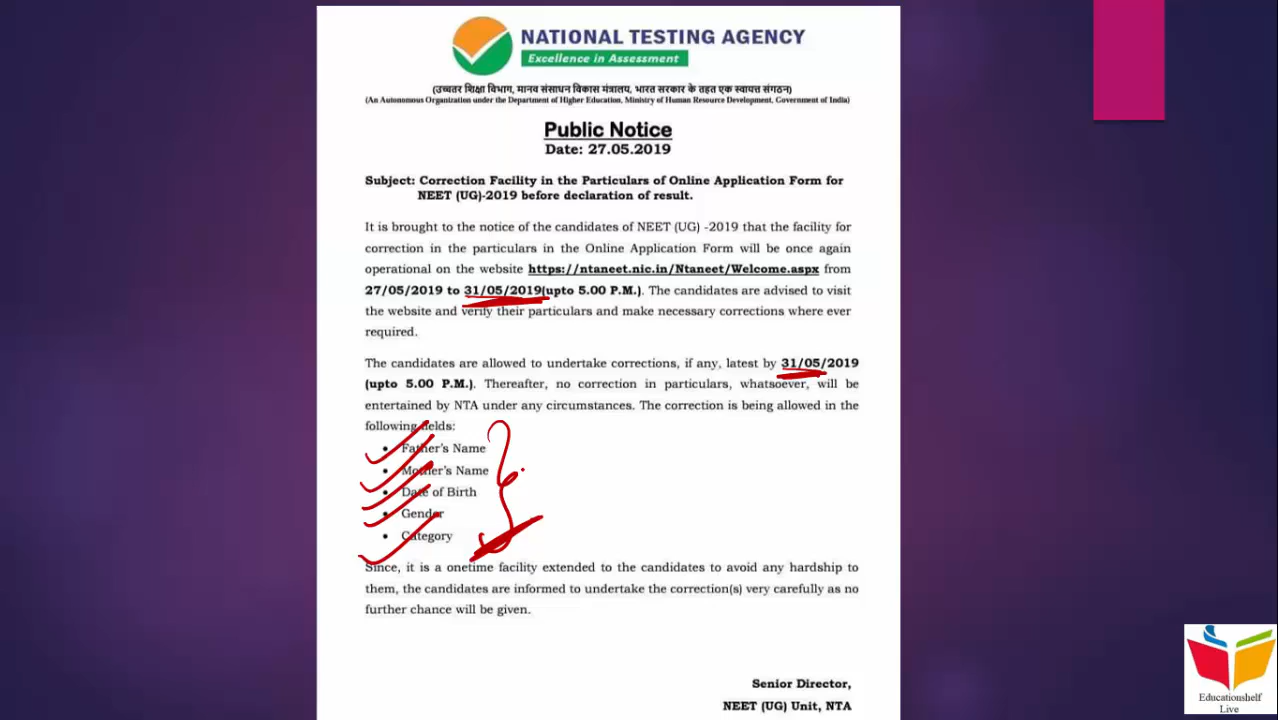 NATIONAL TESTING AGENCY
Excellence in Assessment
(उच्चतर शिक्षा विभाग, मानव संसाधन विकास मंत्रालय, भारत सरकार के तहत एक स्वायत्त संगठन)
(An Autonomous Organization under the Department of Higher Education, Ministry of Human Resource Development, Government of India)
Public Notice
Date: 27.05.2019
Subject: Correction Facility in the Particulars of Online Application Form for
NEET (UG)-2019 before declaration of result.
It is brought to the notice of the candidates of NEET (UG) -2019 that the facility for
correction in the particulars in the Online Application Form will be once again
operational on the website https://ntaneet.nic.in/Ntaneet/Welcome.aspx from
27/05/2019 to 31/05/2019(upto 5.00 P.M.). The candidates are advised to visit
the website and verify their particulars and make necessary corrections where ever
required.
The candidates are allowed to undertake corrections, if any, latest by 31/05/2019
(upto 5.00 P.M.). Thereafter, no correction in particulars, whatsoever, will be
entertained by NTA under any circumstances. The correction is being allowed in the
following fields:
• Father's Name
• Mother's Name
• Date of Birth
• Gender
• Category
Since, it is a onetime facility extended to the candidates to avoid any hardship to
them, the candidates are informed to undertake the correction(s) very carefully as no
further chance will be given.
Senior Director,
NEET (UG) Unit, NTA
Educationshelf
Live